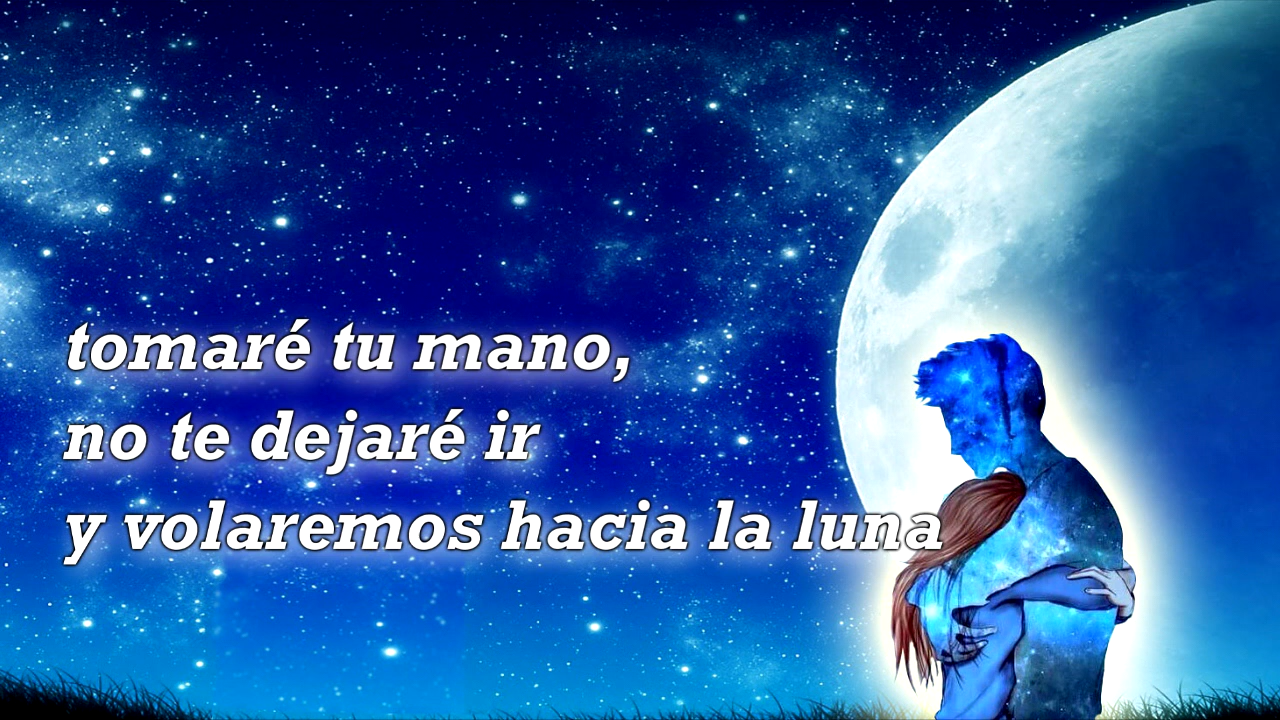 tomaré tu mano,
no te dejaré ir
y volaremos hacia la luna